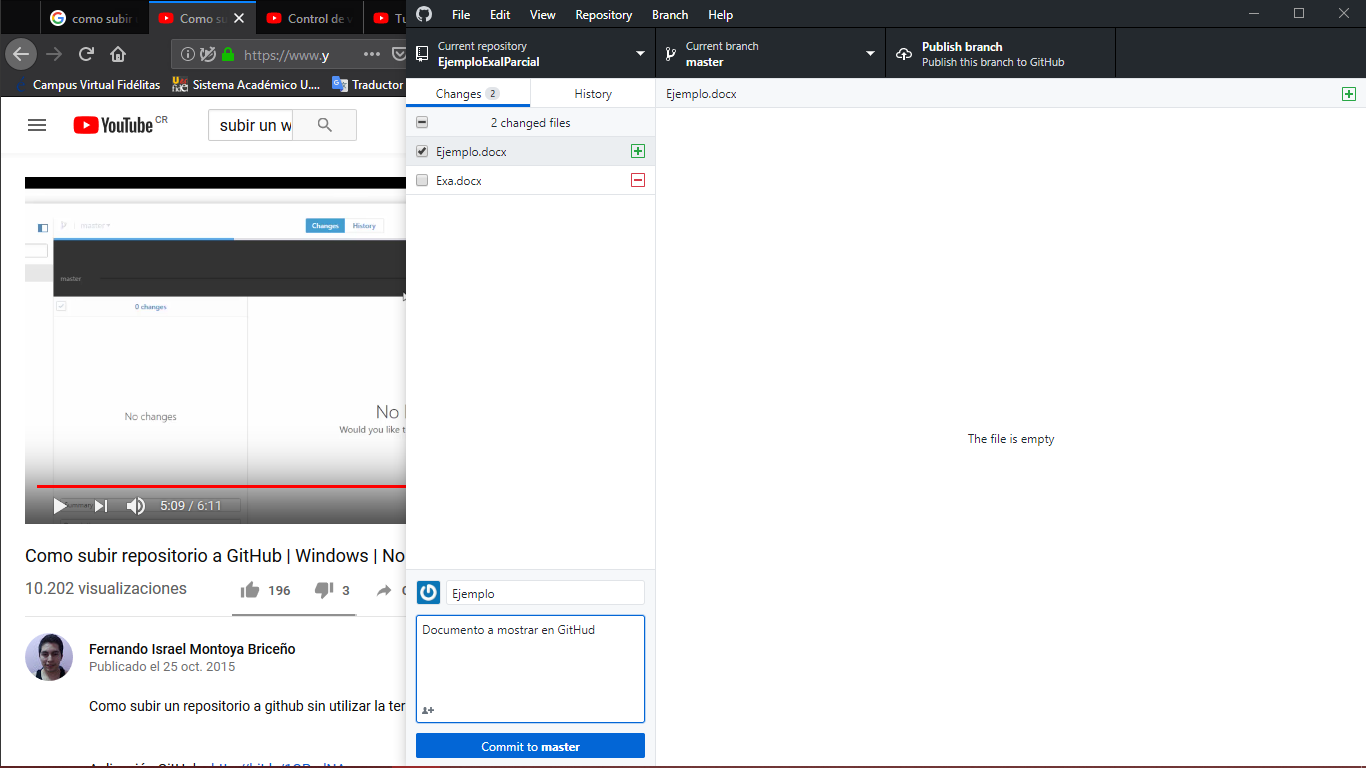 como subir
Como su
Control de v
Tu
https://www.y
Campus Virtual Fidélitas
Sistema Académico U....
Traductor
YouTube CR
subir un w
master
Changes
History
master
0 changes
No changes
No
Would you like t
5:09 / 6:11
Como subir repositorio a GitHub | Windows | No
10.202 visualizaciones
196
3
Fernando Israel Montoya Briceño
Publicado el 25 oct. 2015
Como subir un repositorio a github sin utilizar la ter
File
Edit
View
Repository
Branch
Help
Current repository
EjemploExaIParcial
Current branch
master
Publish branch
Publish this branch to GitHub
Changes 2
History
2 changed files
Ejemplo.docx
Exa.docx
Ejemplo.docx
The file is empty
Ejemplo
Documento a mostrar en GitHud
Commit to master